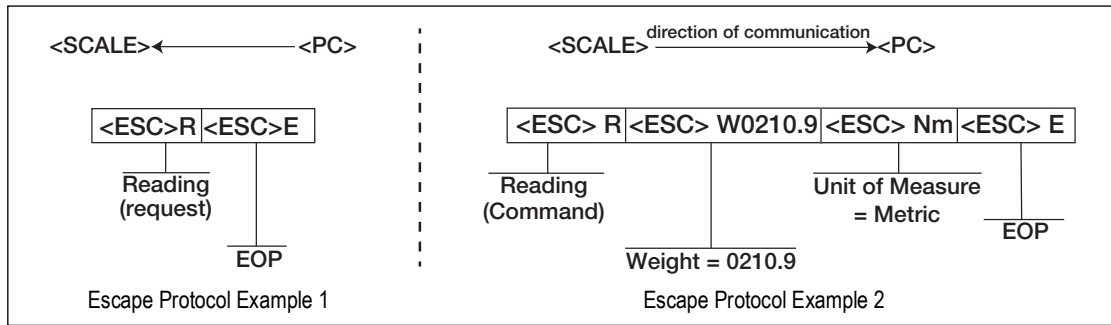 <SCALE> <PC>
<ESC>R <ESC>E
Reading
(request)
EOP
Escape Protocol Example 1
<SCALE> direction of communication <PC>
<ESC> R <ESC> W0210.9 <ESC> Nm <ESC> E
Reading
(Command)
Weight = 0210.9
Unit of Measure
= Metric
EOP
Escape Protocol Example 2